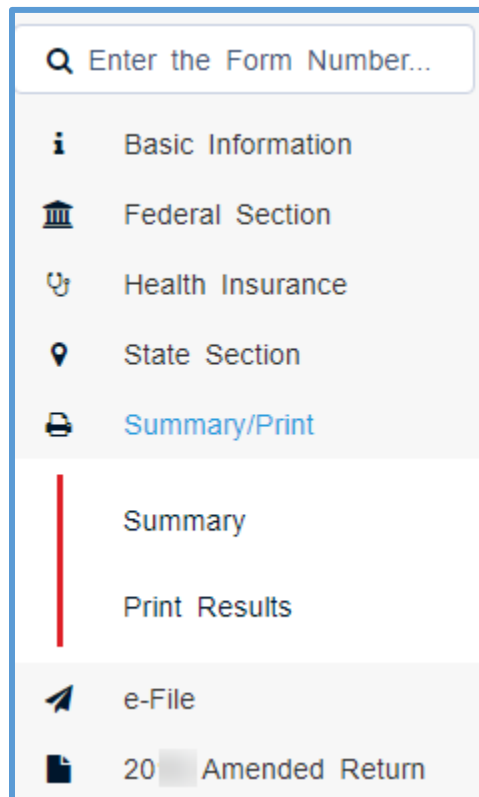 Enter the Form Number...
Basic Information
Federal Section
Health Insurance
State Section
Summary/Print
Summary
Print Results
e-File
Amended Return